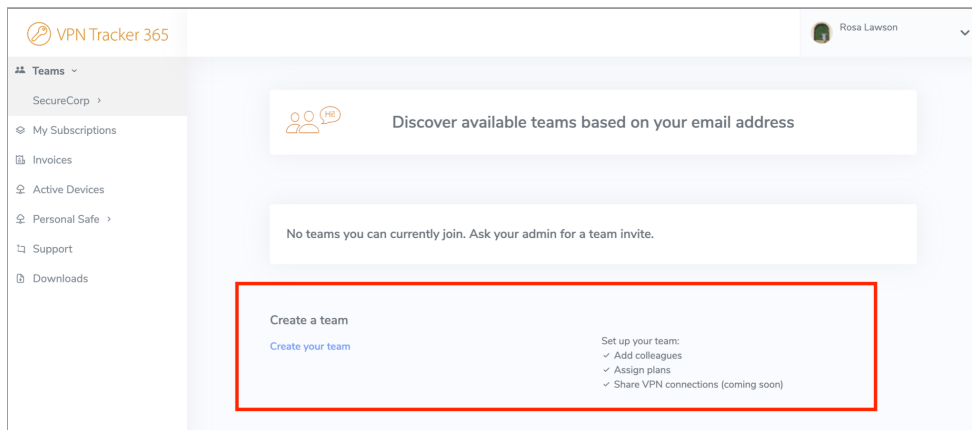 VPN Tracker 365
Rosa Lawson
Teams
SecureCorp
My Subscriptions
Invoices
Active Devices
Personal Safe
Support
Downloads
Hi!
Discover available teams based on your email address
No teams you can currently join. Ask your admin for a team invite.
Create a team
Create your team
Set up your team:
Add colleagues
Assign plans
Share VPN connections (coming soon)